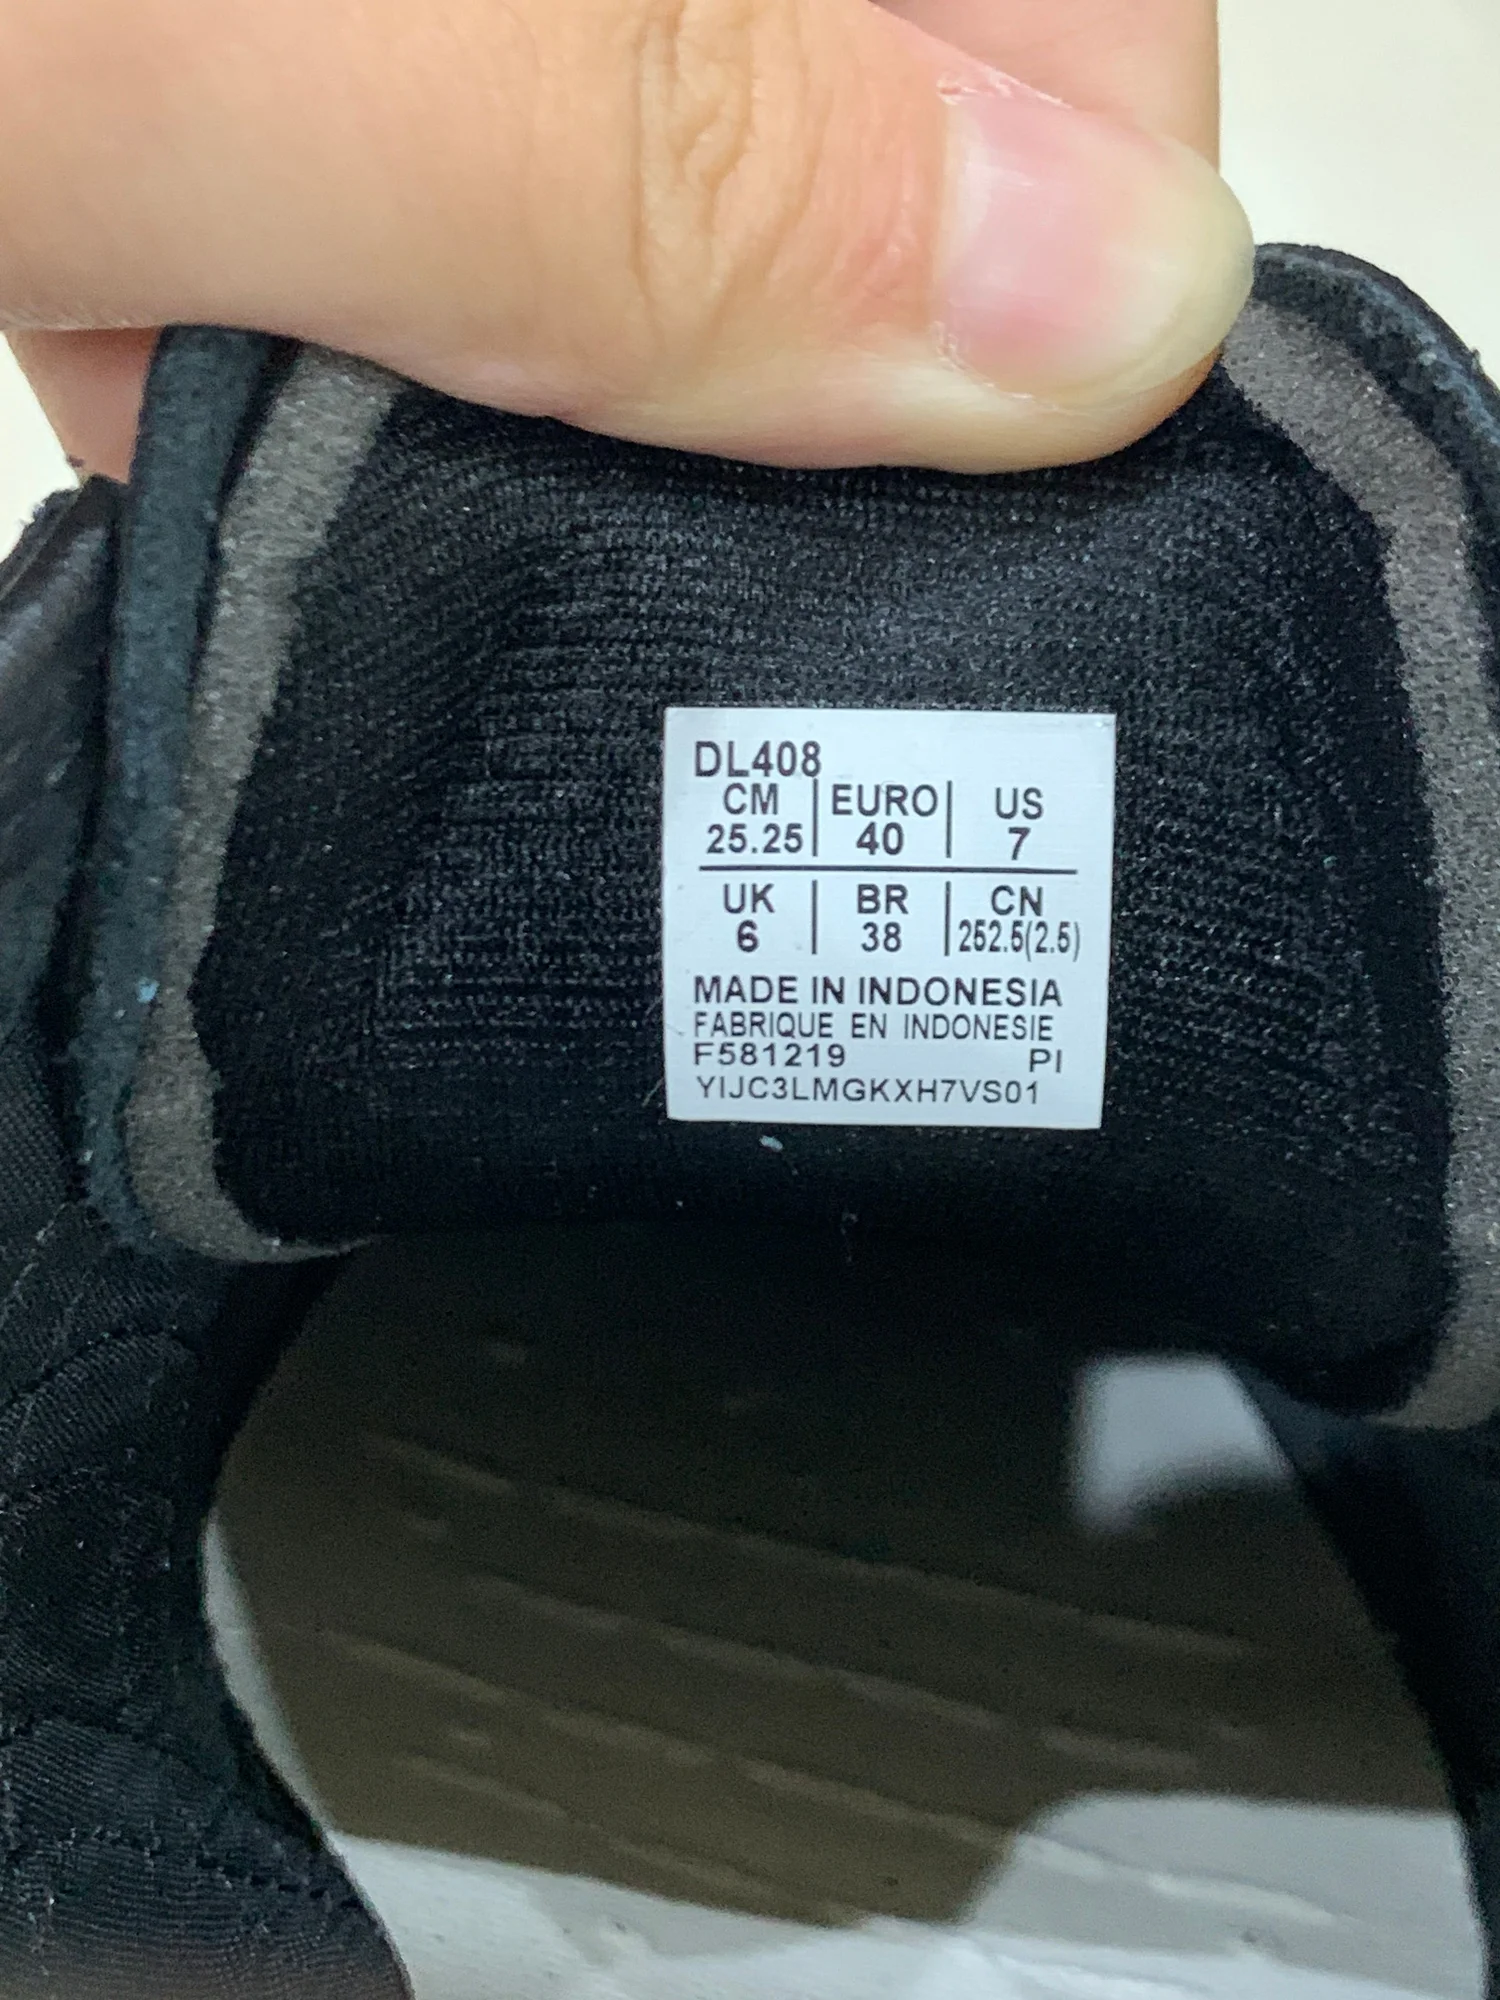 DL408
CM | EURO | US
25.25 | 40 | 7
UK | BR | CN
6 | 38 | 252.5(2.5)
MADE IN INDONESIA
FABRIQUE EN INDONESIE
F581219 PI
YIJC3LMGKXH7VS01